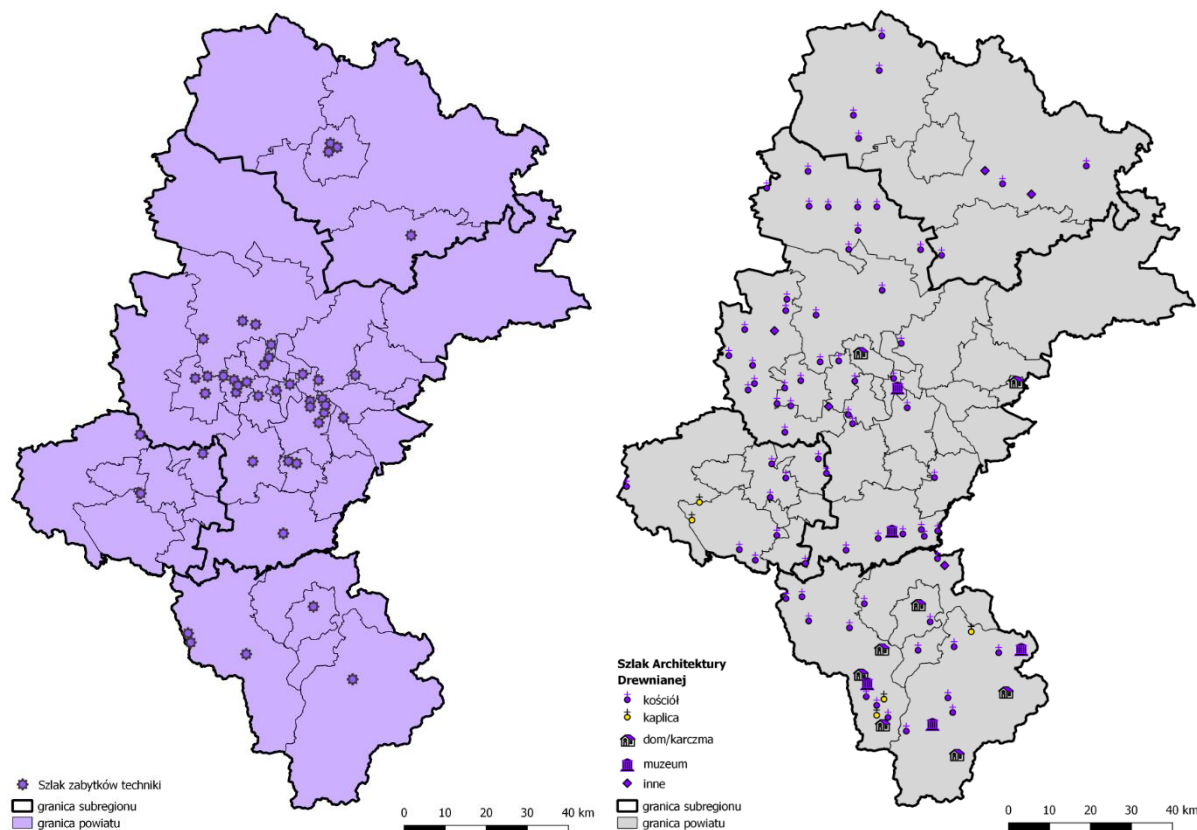 Szlak zabytków techniki
granica subregionu
granica powiatu
0 10 20 30 40 km
Szlak Architektury
Drewnianej
kościół
kaplica
dom/karczma
muzeum
inne
granica subregionu
granica powiatu
0 10 20 30 40 km